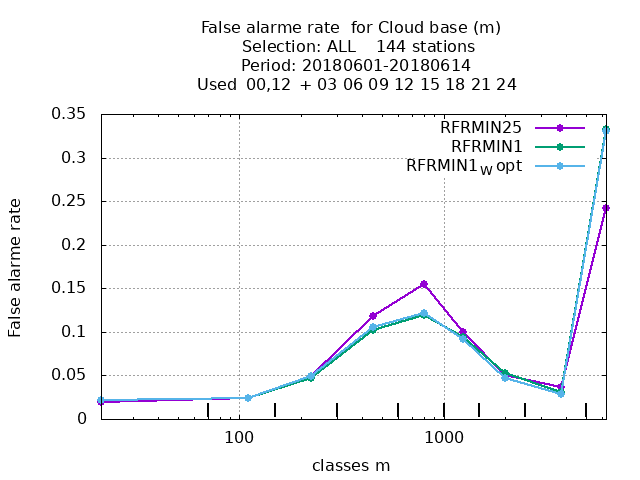 False alarme rate  for Cloud base (m)
Selection: ALL    144 stations
Period: 20180601-20180614
Used  00,12  + 03 06 09 12 15 18 21 24
RFRMIN25
RFRMIN1
RFRMIN1w opt
0.35
0.3
0.25
0.2
0.15
0.1
0.05
0
False alarme rate
100 1000
classes m